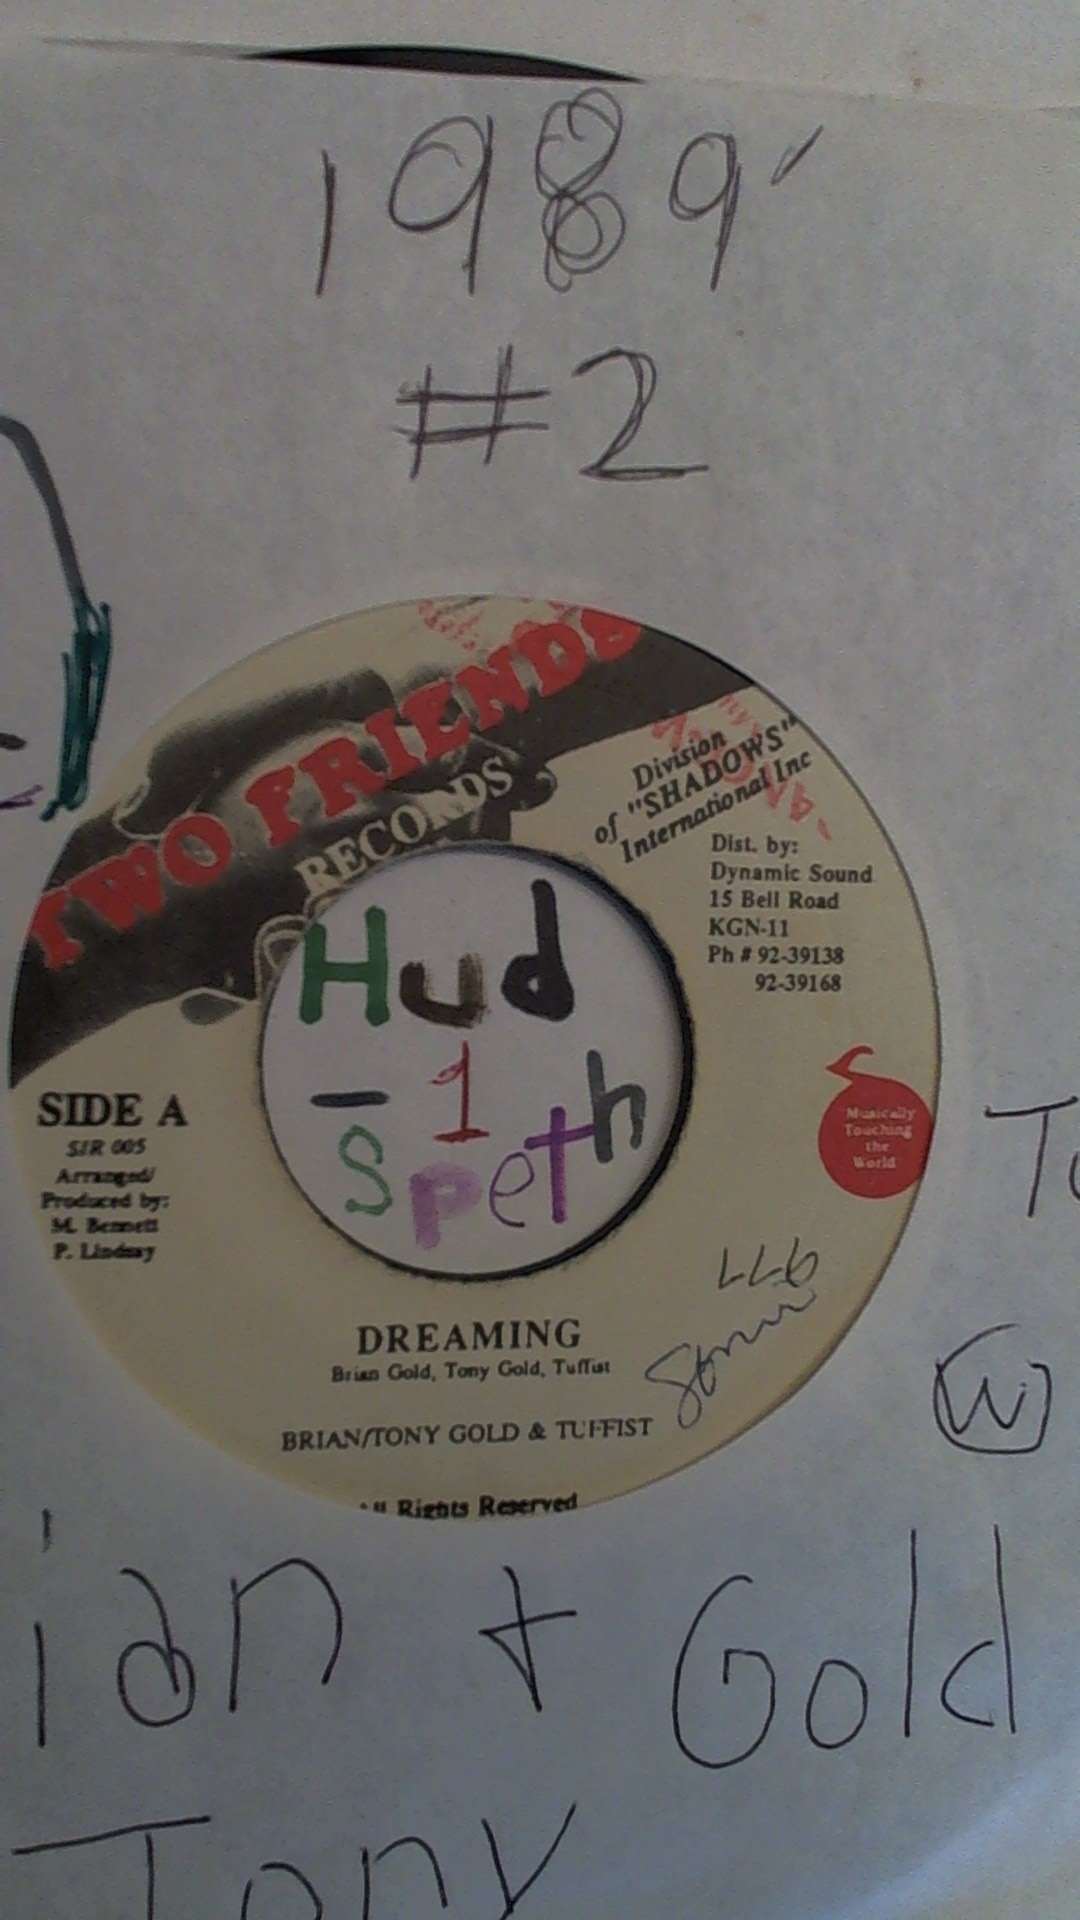 1989'
#2
TWO FRIENDS
RECORDS
Division
of "SHADOWS"
International Inc
Dist. by:
Dynamic Sound
15 Bell Road
KGN-11
Ph # 92-39138
92-39168
Hud
- 1
Speth
SIDE A
SIR 005
Arranged/
Produced by:
M. Bennett
P. Lindsay
Musically
Touching
the
World
DREAMING
Brian Gold, Tony Gold, Tuffist
BRIAN/TONY GOLD & TUFFIST
Rights Reserved
W
ian + Gold
Tony